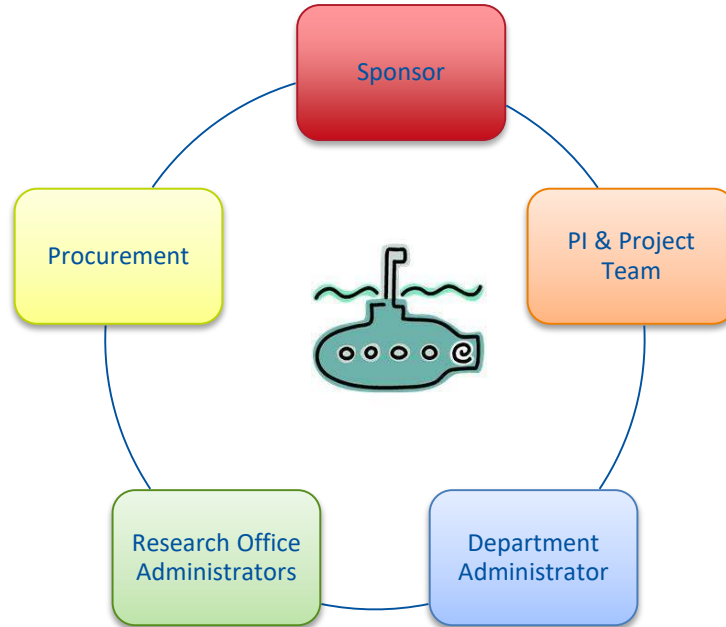 Sponsor
PI & Project
Team
Department
Administrator
Research Office
Administrators
Procurement